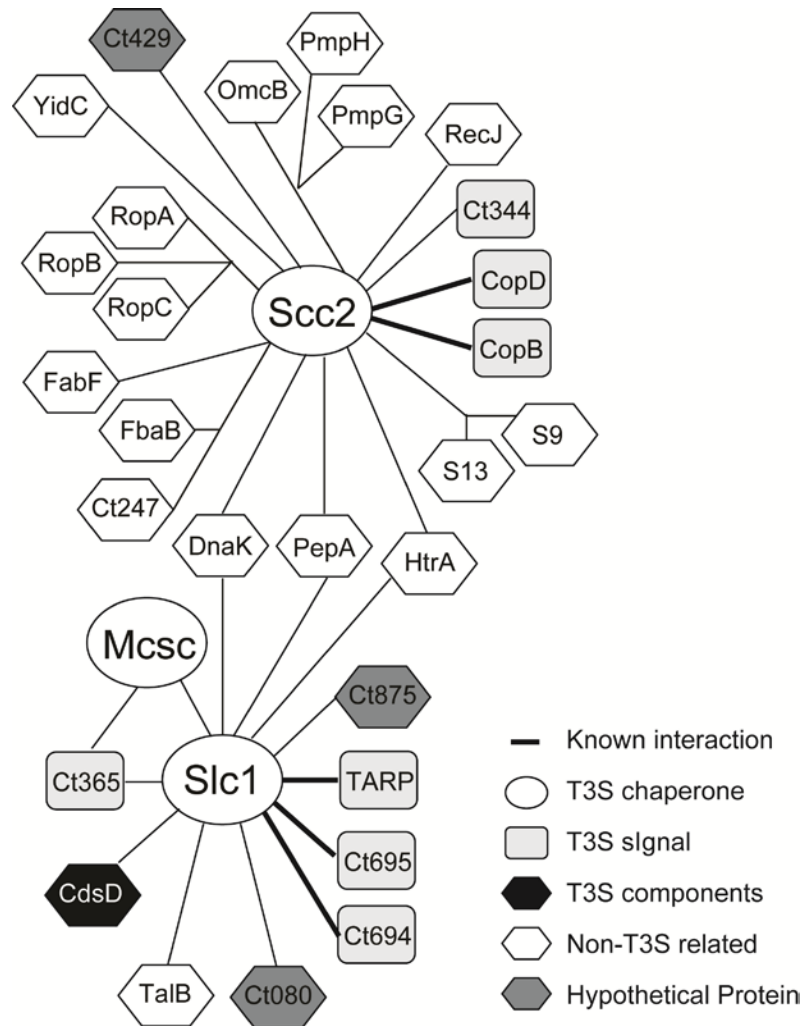 Ct429
PmpH
OmcB
YidC
PmpG
RecJ
Ct344
RopA
RopB
CopD
RopC
Scc2
CopB
FabF
FbaB
S9
S13
Ct247
DnaK
PepA
HtrA
Mcsc
Ct875
Known interaction
Ct365
Slc1
TARP
T3S chaperone
T3S sIgnal
Ct695
CdsD
T3S components
Ct694
Non-T3S related
TalB
Ct080
Hypothetical Protein